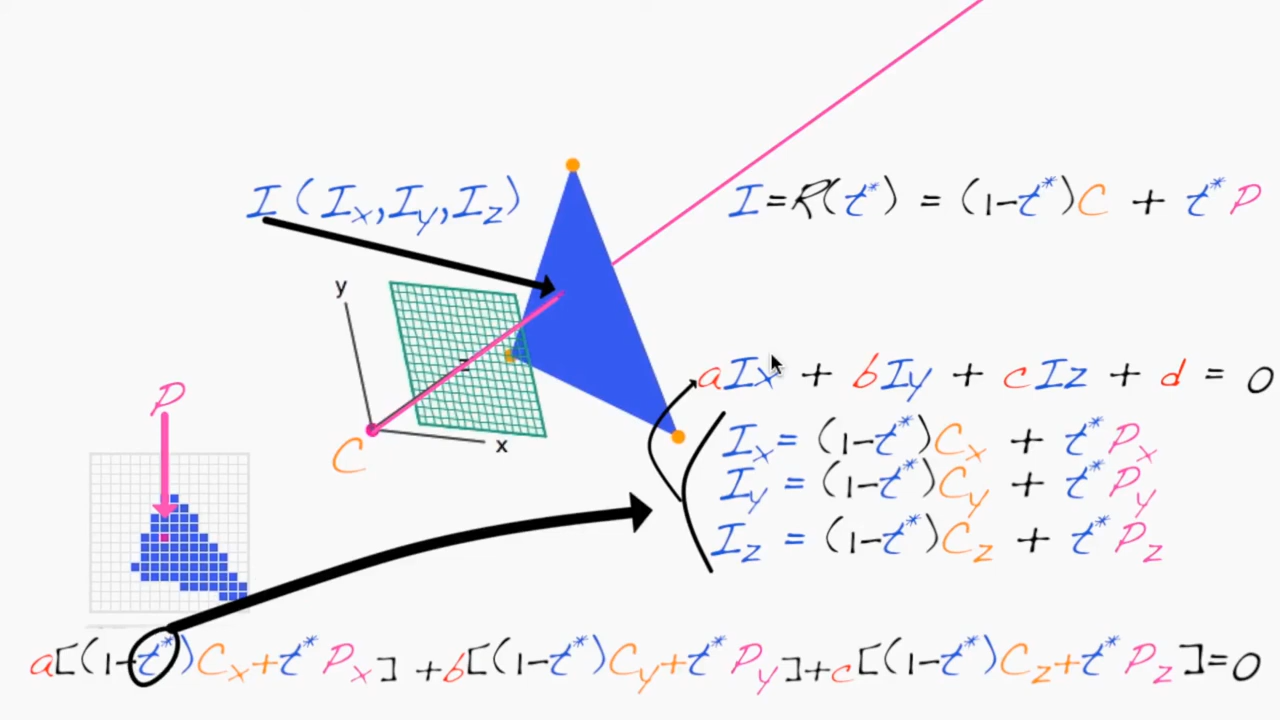 I (Ix,Iy,Iz)
I=R(t*) = (1-t*)C + t*P
y
z
x
C
P
aIx + bIy + cIz + d = 0
Ix= (1-t*)Cx + t*Px
Iy = (1-t*)Cy + t*Py
Iz = (1-t*)Cz + t*Pz
a[(1-t*)Cx+t*Px] +b[(1-t*)Cy+t*Py]+c[(1-t*)Cz+t*Pz]=0